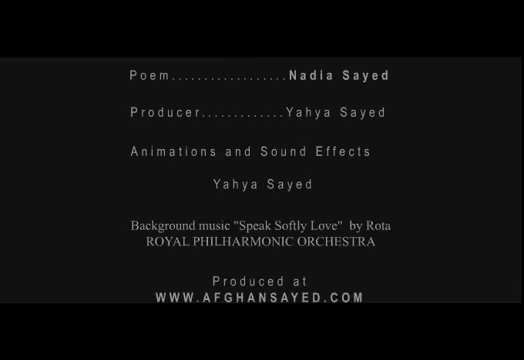 Poem..................Nadia Sayed
Producer.............Yahya Sayed
Animations and Sound Effects
Yahya Sayed
Background music "Speak Softly Love" by Rota
ROYAL PHILHARMONIC ORCHESTRA
Produced at
WWW.AFGHANSAYED.COM